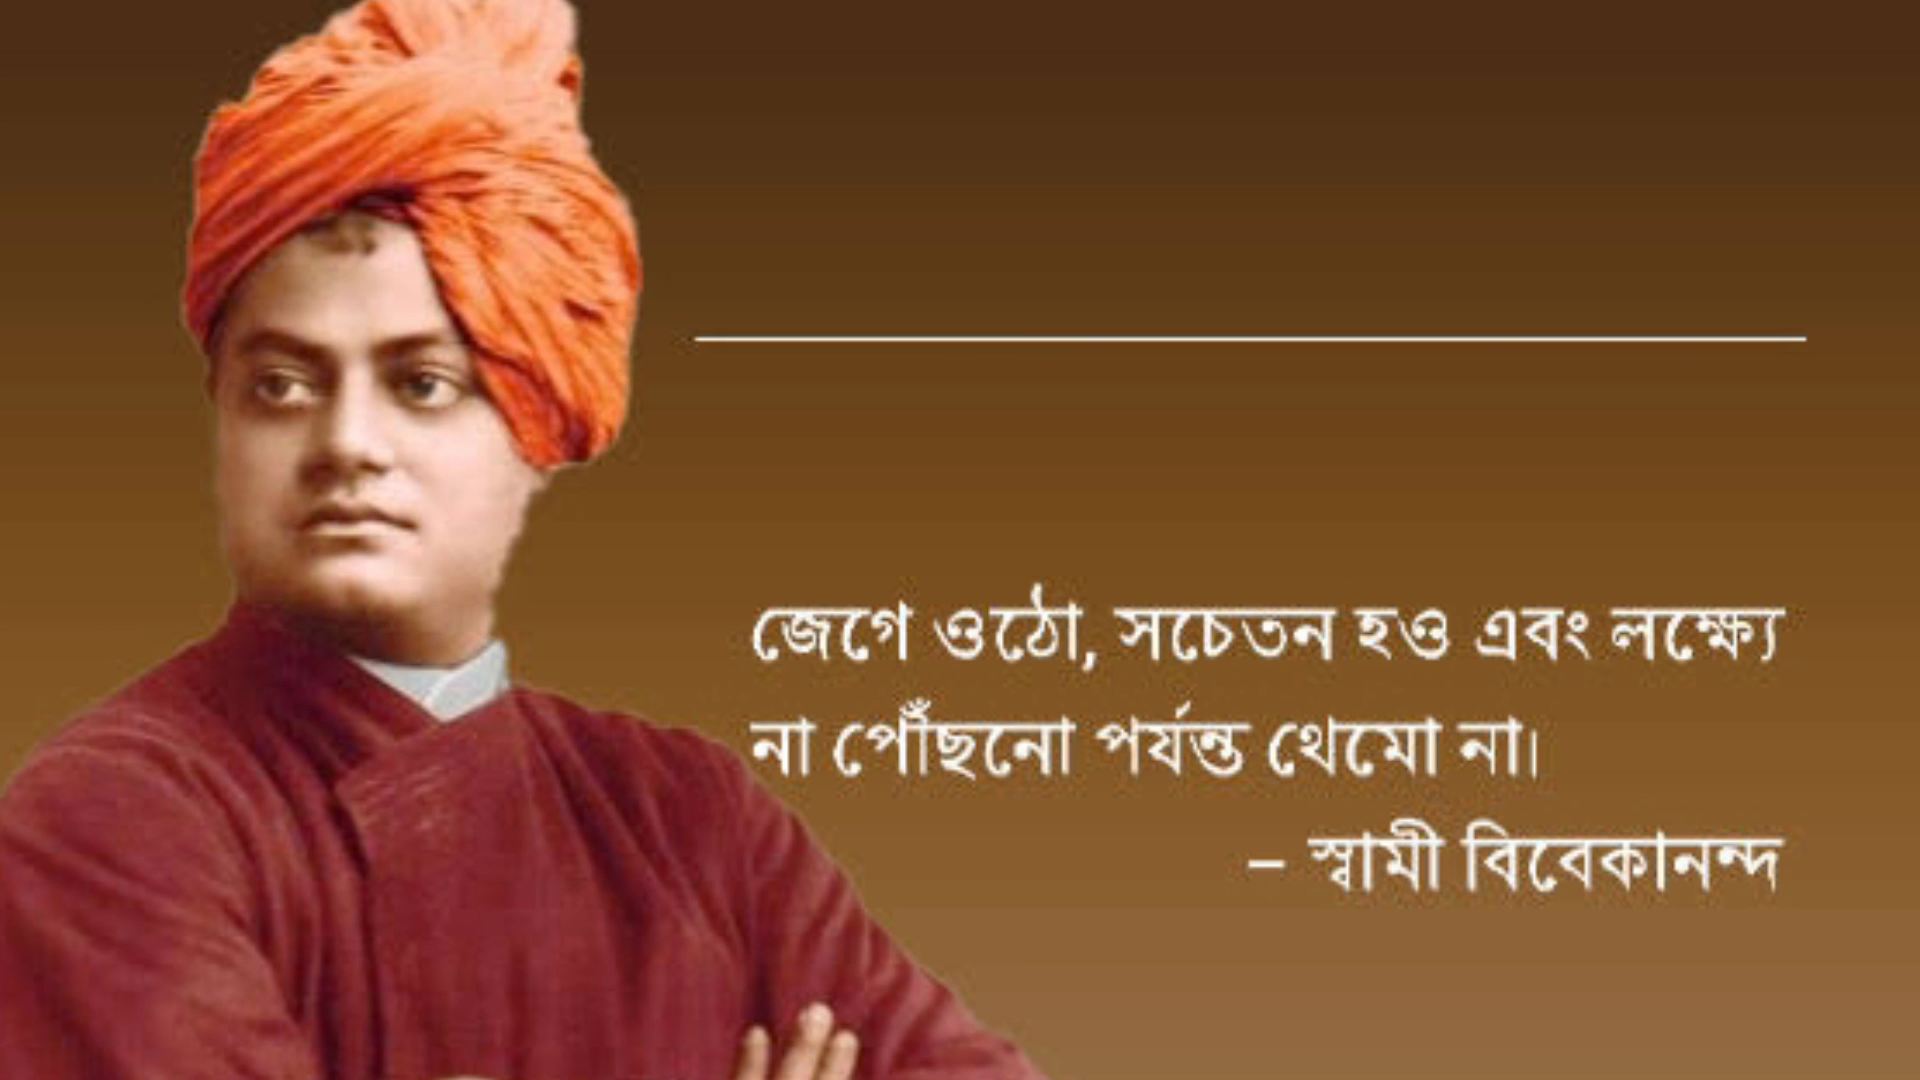 জেগে ওঠো, সচেতন হও এবং লক্ষ্যে
না পৌঁছনো পর্যন্ত থেমো না।
– স্বামী বিবেকানন্দ